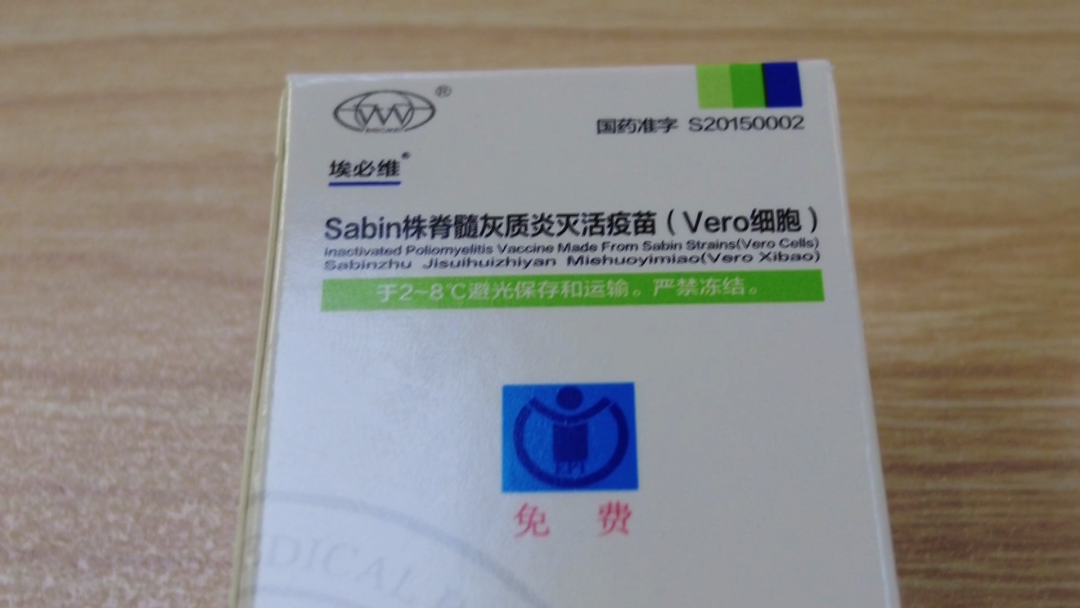 ®
国药准字 S20150002
埃必维®
Sabin株脊髓灰质炎灭活疫苗(Vero细胞)
Inactivated Poliomyelitis Vaccine Made From Sabin Strains(Vero Cells)
Sabinzhu Jisuihuizhiyan Miehuoyimiao(Vero Xibao)
于2~8℃避光保存和运输。严禁冻结。
EPI
免 费
DICAL